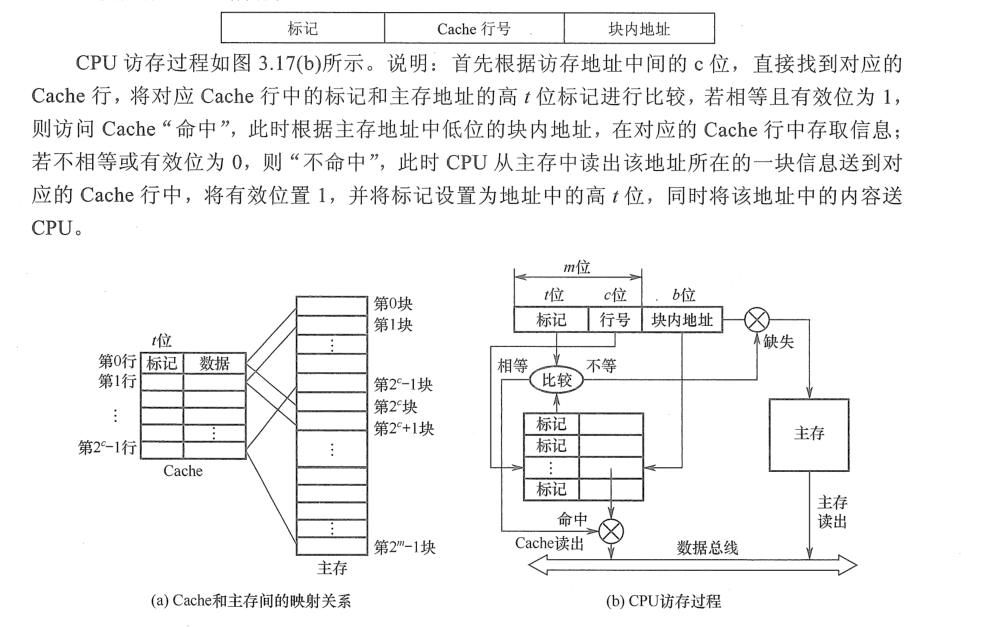 标记 Cache 行号 块内地址
CPU 访存过程如图 3.17(b)所示。说明：首先根据访存地址中间的 c 位，直接找到对应的
Cache 行，将对应 Cache 行中的标记和主存地址的高 t 位标记进行比较，若相等且有效位为 1，
则访问 Cache“命中”，此时根据主存地址中低位的块内地址，在对应的 Cache 行中存取信息；
若不相等或有效位为 0，则“不命中”，此时 CPU 从主存中读出该地址所在的一块信息送到对
应的 Cache 行中，将有效位置 1，并将标记设置为地址中的高 t 位，同时将该地址中的内容送
CPU。
t位
第0行 标记 数据
第1行
⋮
⋮
第2ᶜ−1行
Cache
第0块
第1块
⋮
第2ᶜ−1块
第2ᶜ块
第2ᶜ+1块
⋮
⋮
第2ᵐ−1块
主存
(a) Cache和主存间的映射关系
m位
t位 c位 b位
标记 行号 块内地址
缺失
相等 比较 不等
标记
标记
⋮
标记
主存
命中
Cache读出
主存
读出
数据总线
(b) CPU访存过程